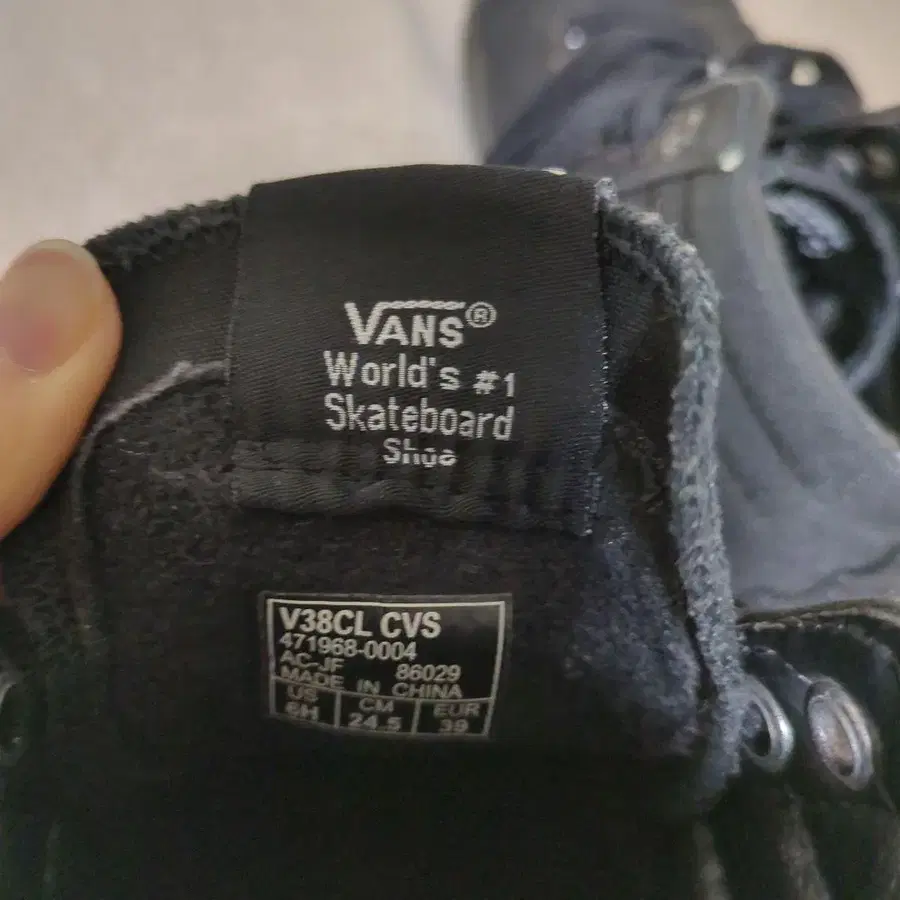 VANS®
World's #1
Skateboard
Shoe
V38CL CVS
471968-0004
AC-JF 86029
MADE IN CHINA
US CM EUR
6H 24.5 39